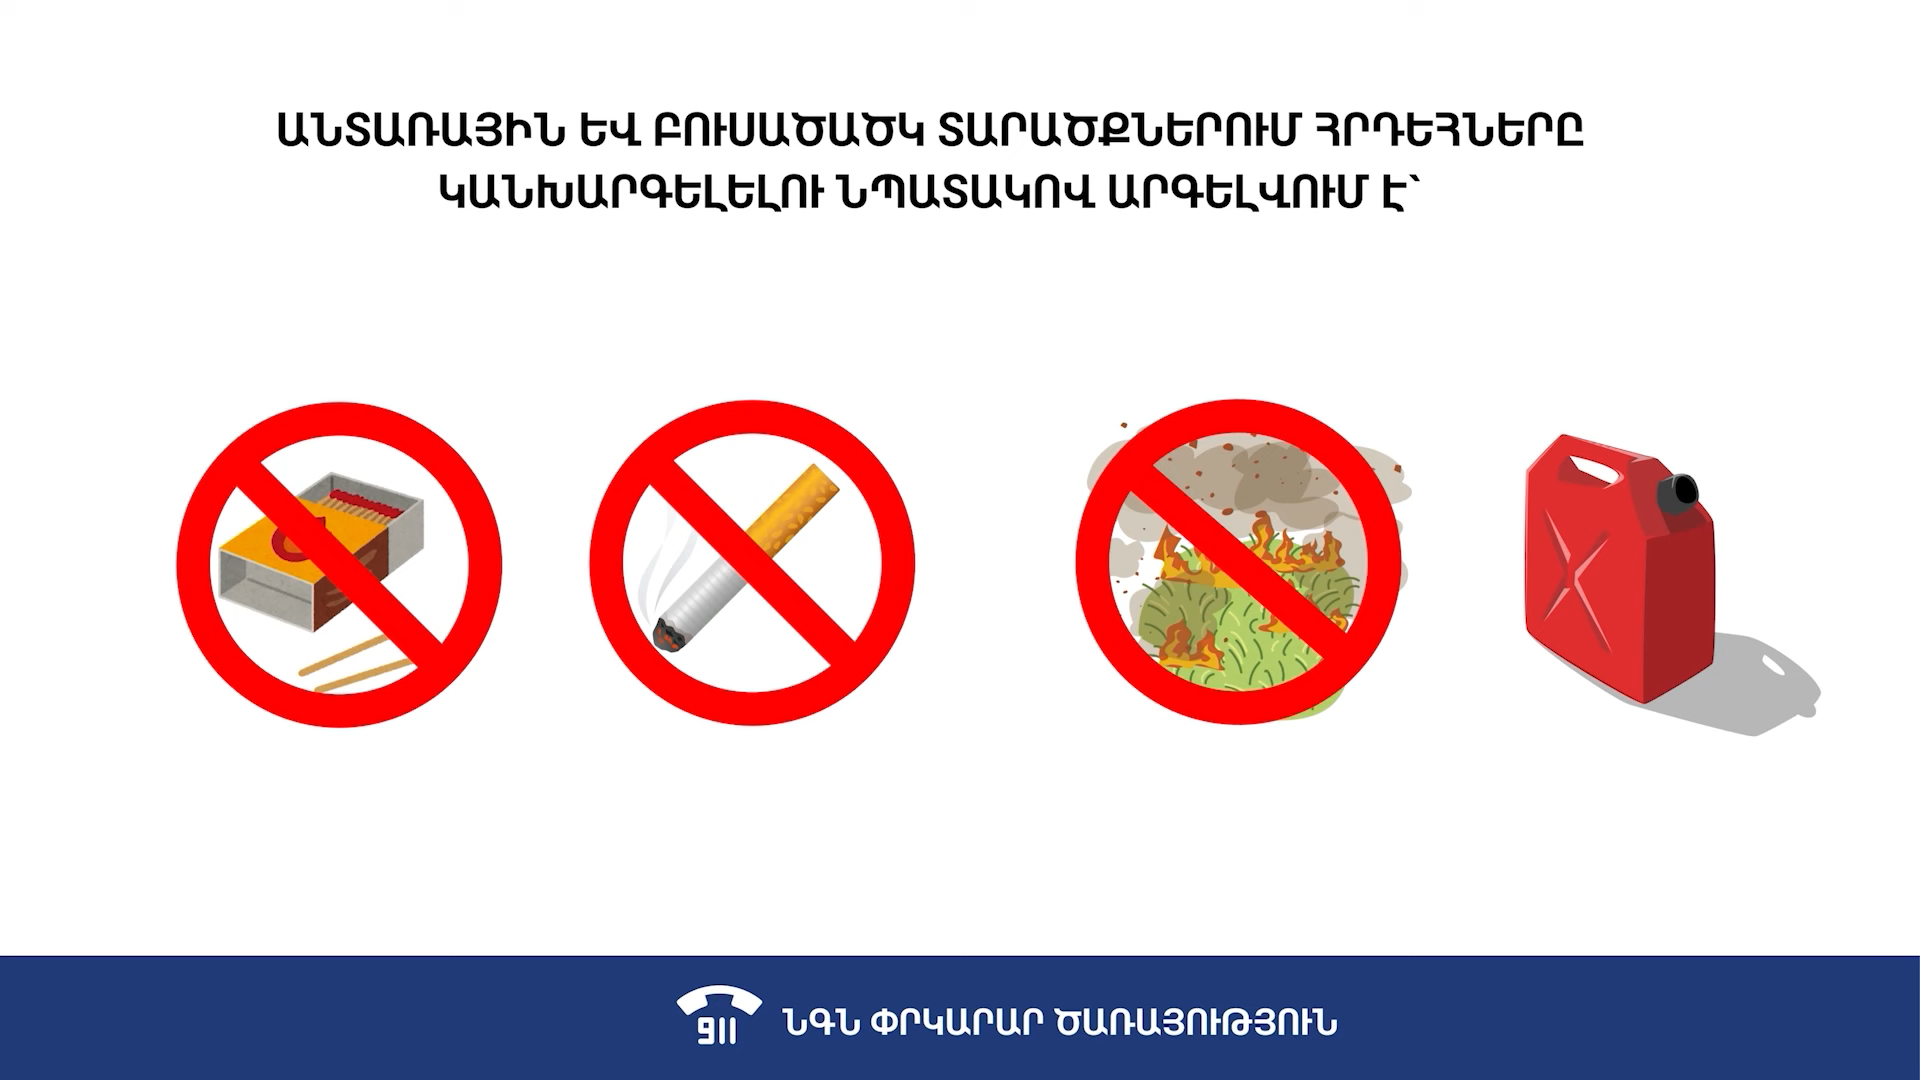 ԱՆՏԱՌԱՅԻՆ ԵՎ ԲՈՒՍԱԾԱԾԿ ՏԱՐԱԾՔՆԵՐՈՒՄ ՀՐԴԵՀՆԵՐԸ
ԿԱՆԽԱՐԳԵԼԵԼՈՒ ՆՊԱՏԱԿՈՎ ԱՐԳԵԼՎՈՒՄ Է՝
911 ՆԳՆ ՓՐԿԱՐԱՐ ԾԱՌԱՅՈՒԹՅՈՒՆ